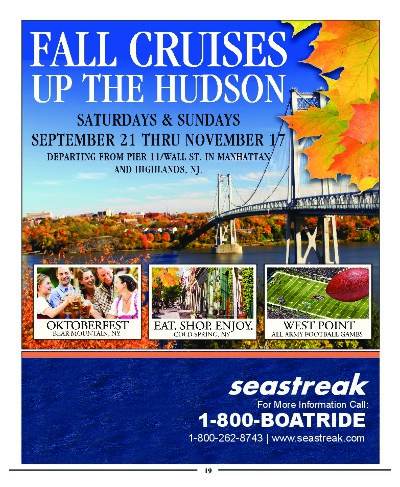 FALL CRUISES
UP THE HUDSON
SATURDAYS & SUNDAYS
SEPTEMBER 21 THRU NOVEMBER 17
DEPARTING FROM PIER 11/WALL ST. IN MANHATTAN
AND HIGHLANDS, NJ.
OKTOBERFEST
BEAR MOUNTAIN, NY
EAT. SHOP. ENJOY.
COLD SPRING, NY
WEST POINT
ALL ARMY FOOTBALL GAMES
seastreak
For More Information Call:
1-800-BOATRIDE
1-800-262-8743 | www.seastreak.com
19